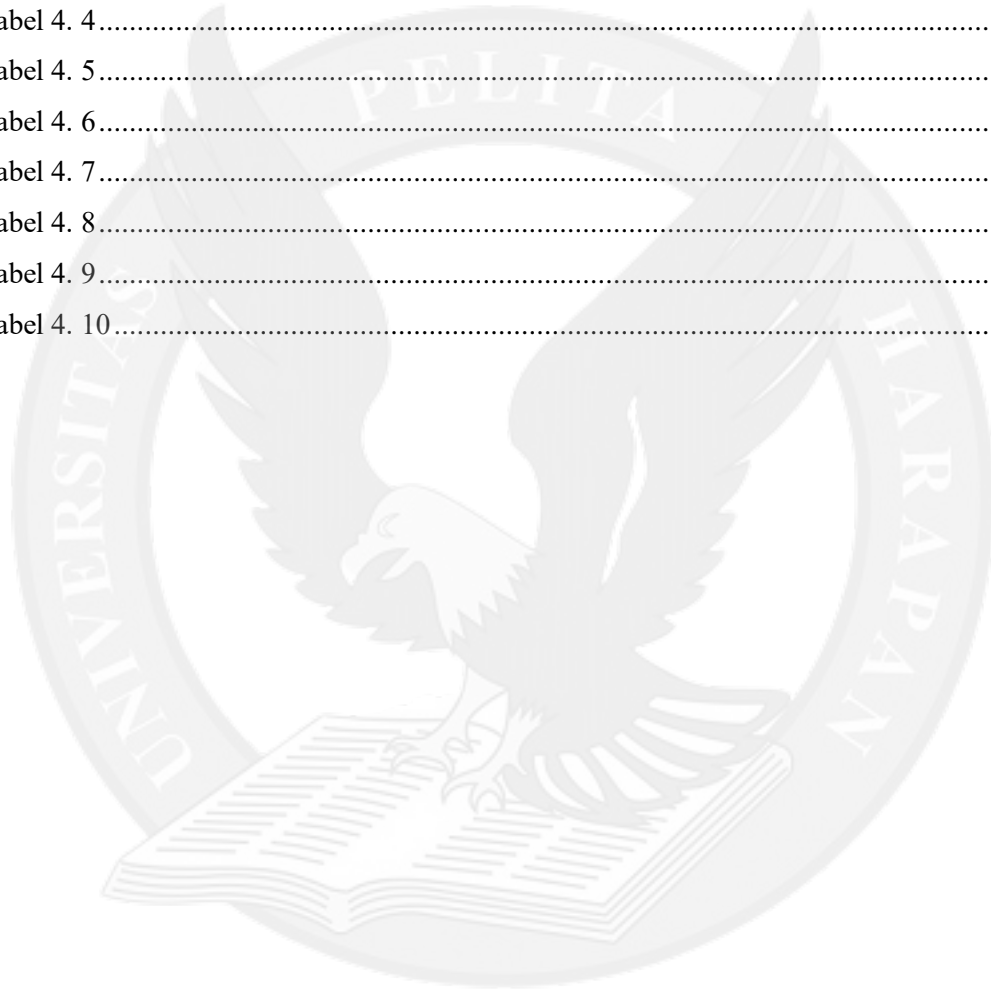 abel 4. 4
abel 4. 5
abel 4. 6
abel 4. 7
abel 4. 8
abel 4. 9
abel 4. 10
UNIVERSITAS PELITA HARAPAN